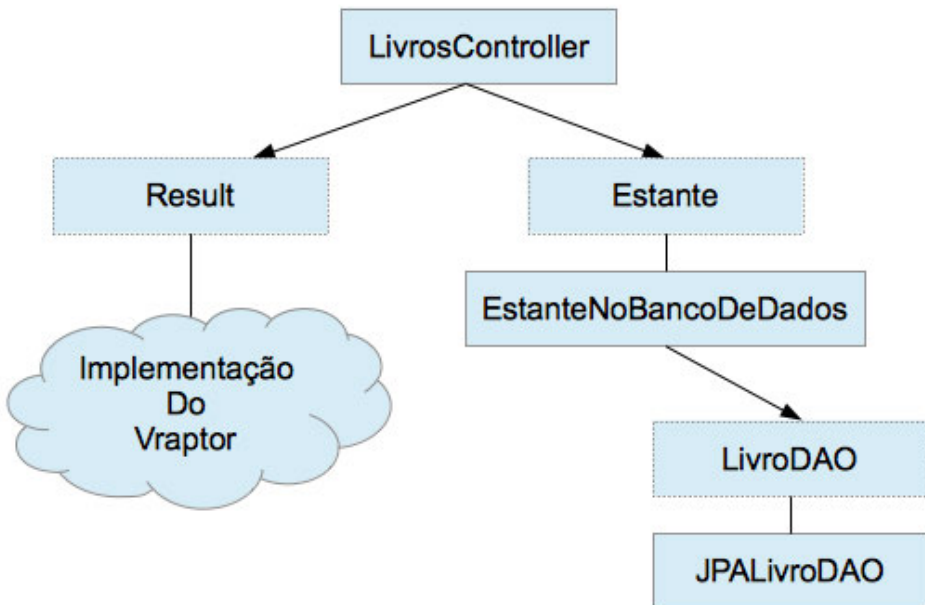 LivrosController
Result
Estante
EstanteNoBancoDeDados
Implementação
Do
Vraptor
LivroDAO
JPALivroDAO